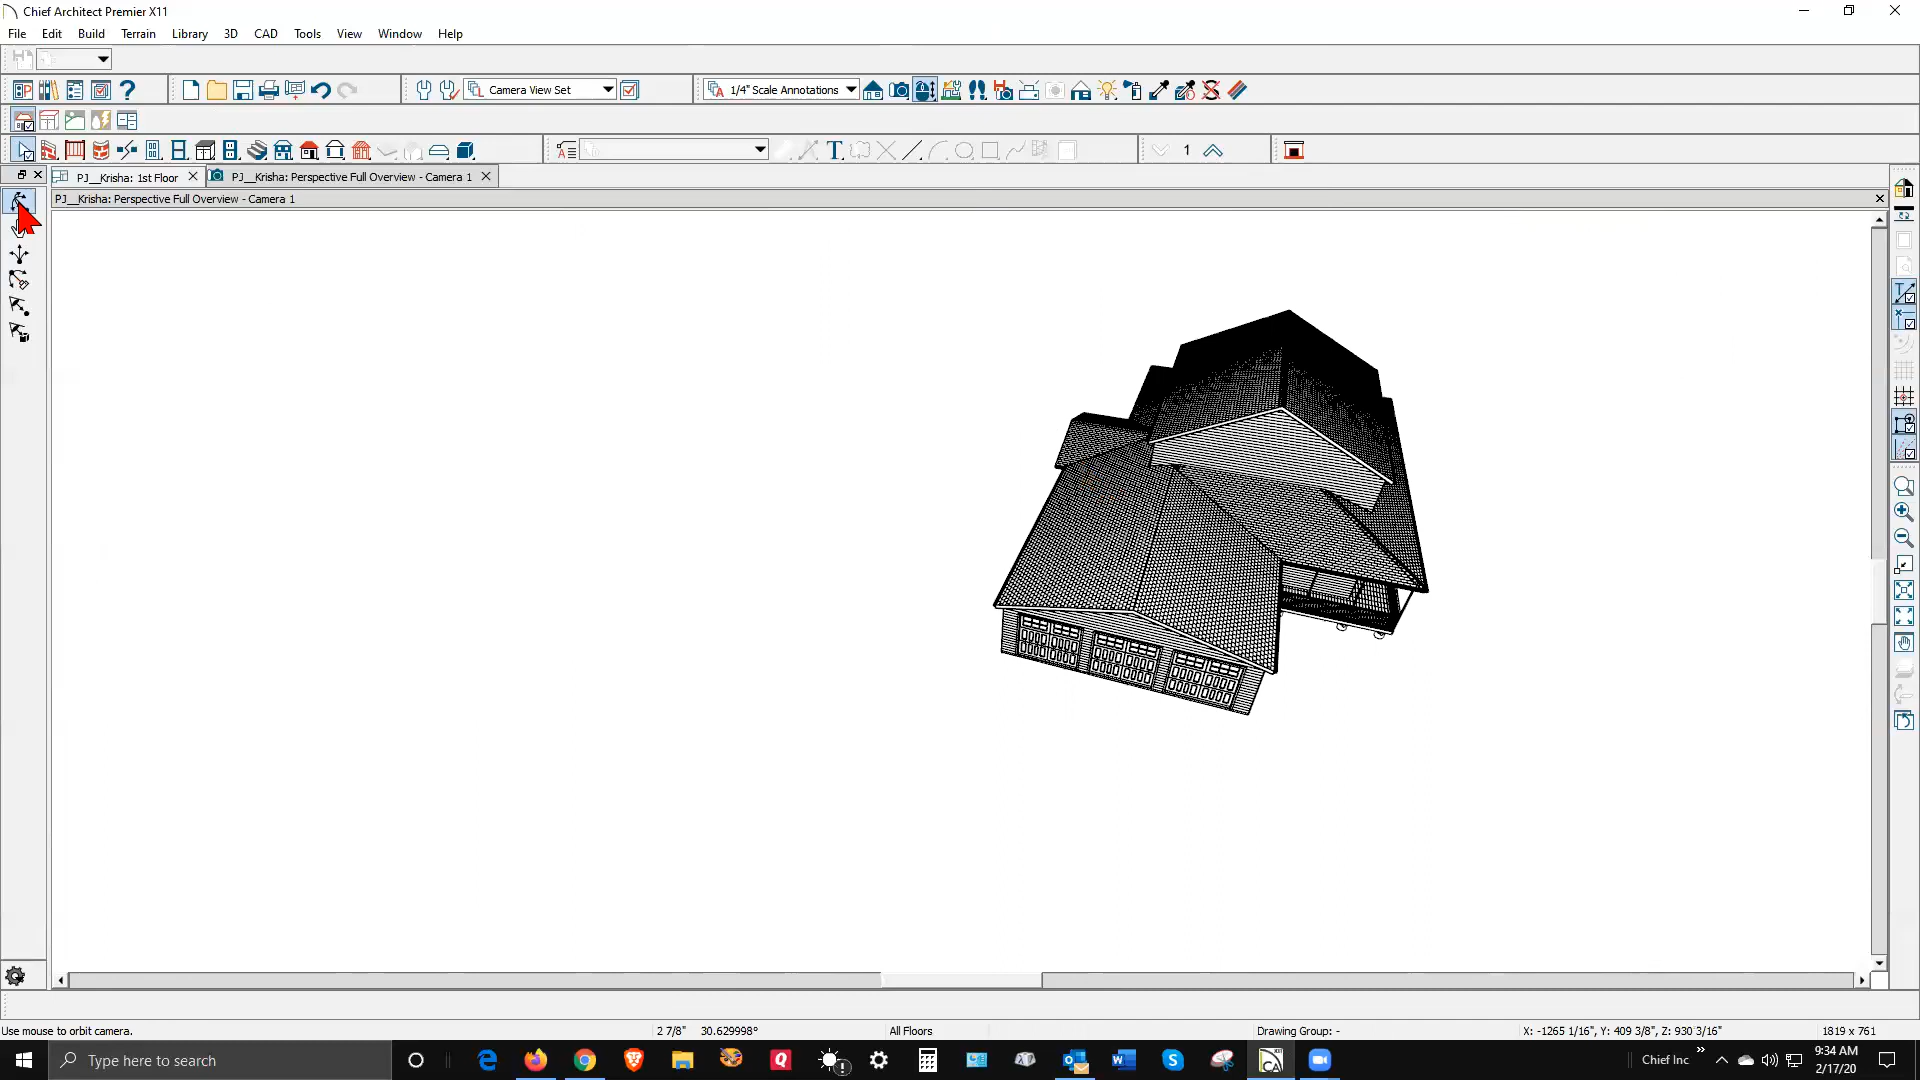 Chief Architect Premier X11
File Edit Build Terrain Library 3D CAD Tools View Window Help
Camera View Set
1/4" Scale Annotations
1
PJ__Krisha: 1st Floor
PJ__Krisha: Perspective Full Overview - Camera 1
PJ__Krisha: Perspective Full Overview - Camera 1
Use mouse to orbit camera.
2 7/8"
30.629998°
All Floors
Drawing Group: -
X: -1265 1/16", Y: 409 3/8", Z: 930 3/16"
1819 x 761
Type here to search
Chief Inc
9:34 AM
2/17/20